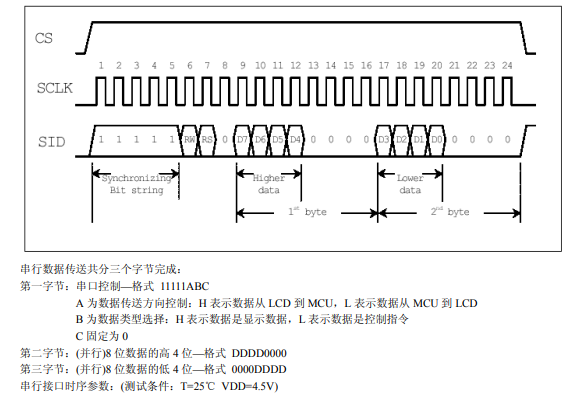 CS
1 2 3 4 5 6 7 8 9 10 11 12 13 14 15 16 17 18 19 20 21 22 23 24
SCLK
SID 1 1 1 1 1 RW RS 0 D7 D6 D5 D4 0 0 0 0 D3 D2 D1 D0 0 0 0 0
Synchronizing Higher Lower
Bit string data data
1st byte 2nd byte
串行数据传送共分三个字节完成:
第一字节: 串口控制—格式 11111ABC
A 为数据传送方向控制: H 表示数据从 LCD 到 MCU, L 表示数据从 MCU 到 LCD
B 为数据类型选择: H 表示数据是显示数据, L 表示数据是控制指令
C 固定为 0
第二字节: (并行)8 位数据的高 4 位—格式 DDDD0000
第三字节: (并行)8 位数据的低 4 位—格式 0000DDDD
串行接口时序参数: (测试条件: T=25℃ VDD=4.5V)